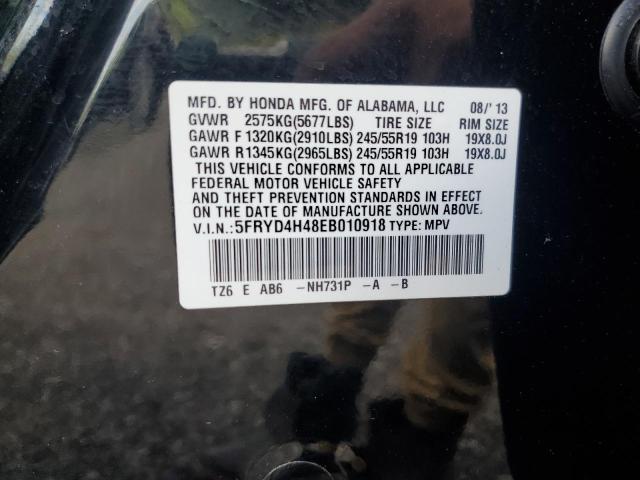 MFD. BY HONDA MFG. OF ALABAMA, LLC 08/'13
GVWR 2575KG(5677LBS) TIRE SIZE RIM SIZE
GAWR F 1320KG(2910LBS) 245/55R19 103H 19X8.0J
GAWR R1345KG(2965LBS) 245/55R19 103H 19X8.0J
THIS VEHICLE CONFORMS TO ALL APPLICABLE
FEDERAL MOTOR VEHICLE SAFETY
AND THEFT PREVENTION STANDARDS IN EFFECT
ON THE DATE OF MANUFACTURE SHOWN ABOVE.
V.I.N.:5FRYD4H48EB010918 TYPE: MPV
TZ6 E AB6 -NH731P -A -B